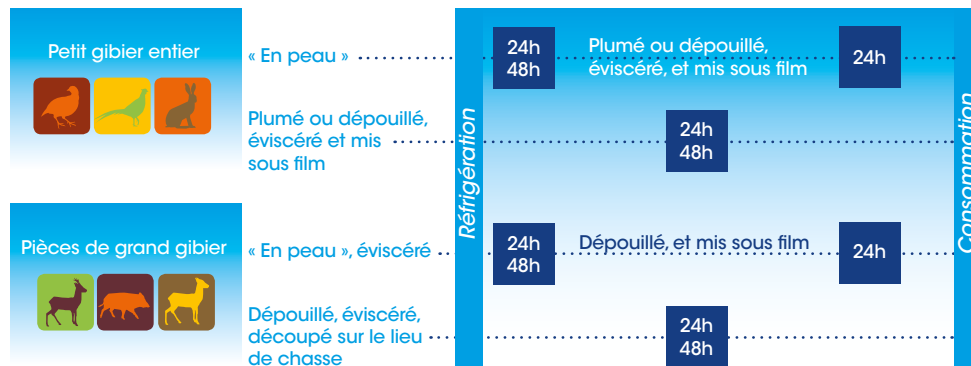 Petit gibier entier
« En peau »
24h
48h
Plumé ou dépouillé,
éviscéré, et mis sous film
24h
Plumé ou dépouillé,
éviscéré et mis
sous film
24h
48h
Réfrigération
Consommation
Pièces de grand gibier
« En peau », éviscéré
24h
48h
Dépouillé, et mis sous film
24h
Dépouillé, éviscéré,
découpé sur le lieu
de chasse
24h
48h